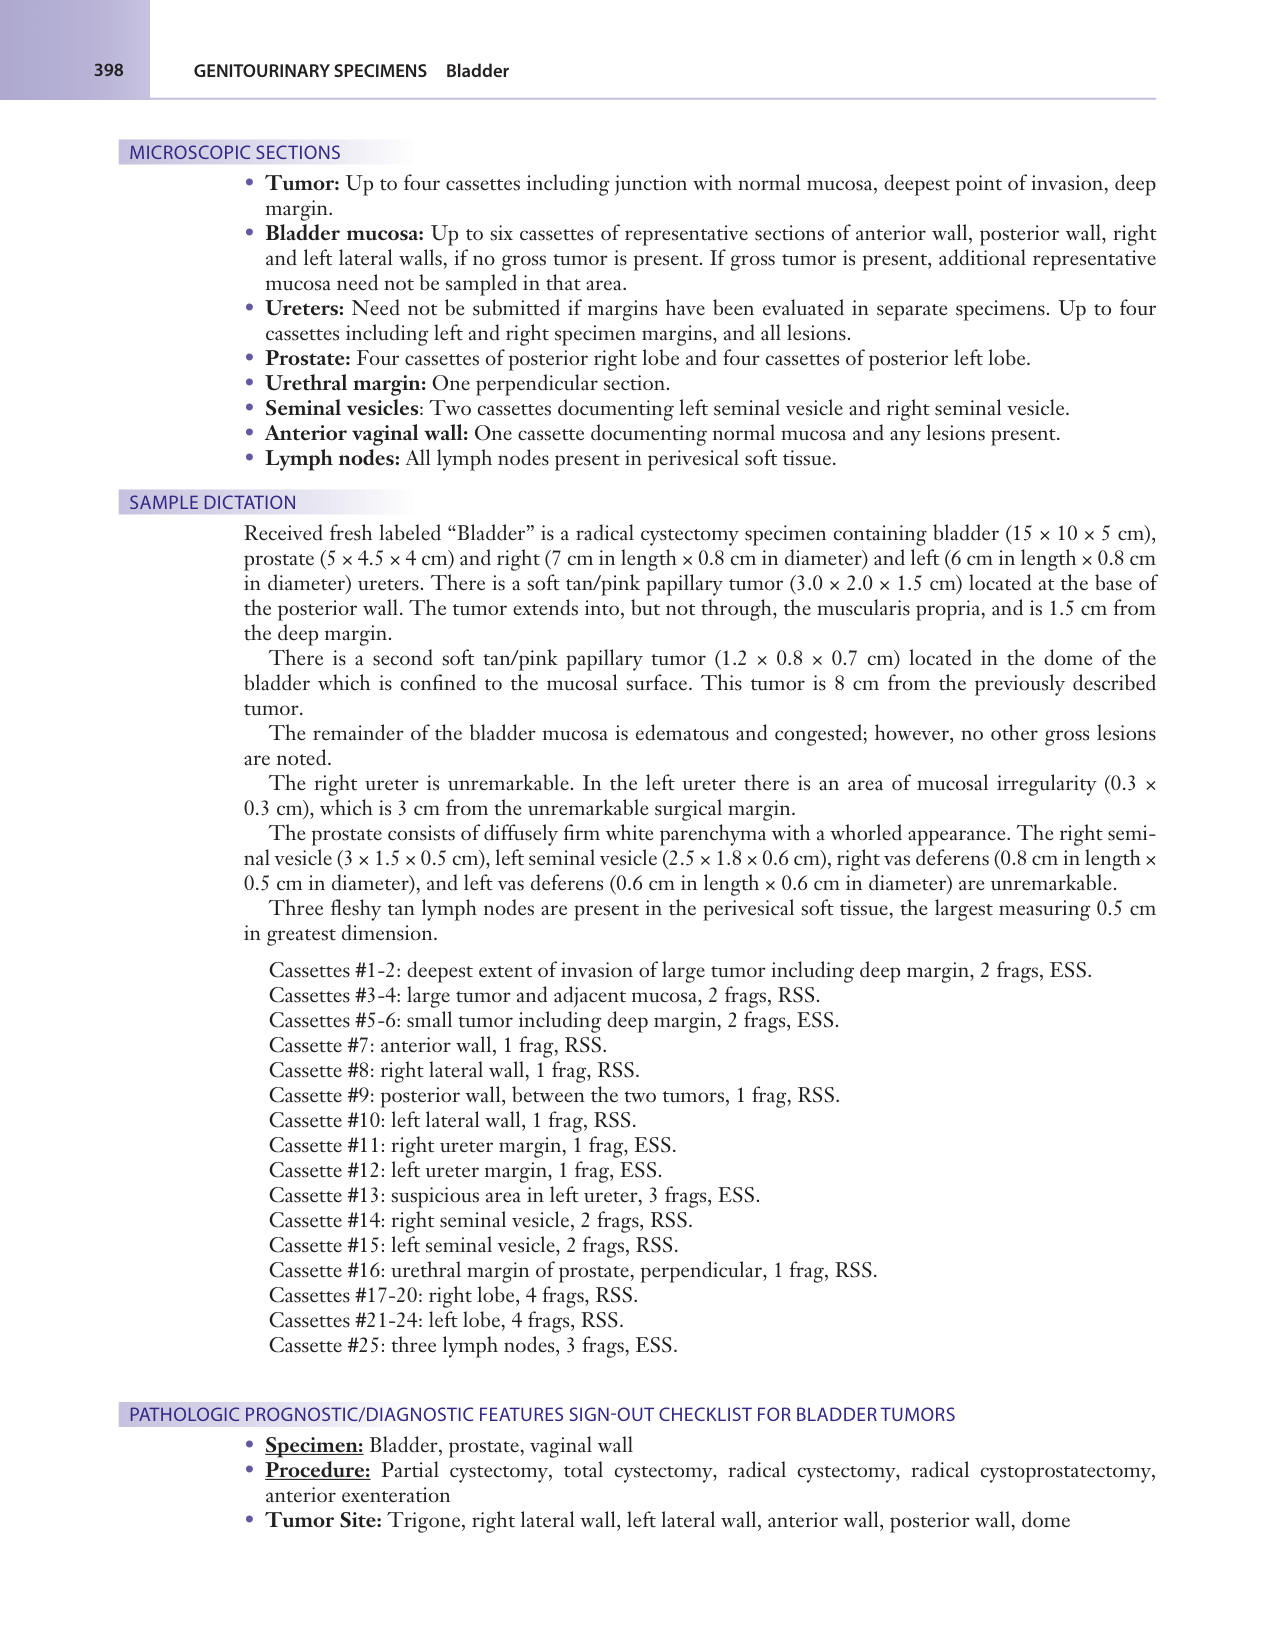 398
GENITOURINARY SPECIMENS Bladder
MICROSCOPIC SECTIONS
• Tumor: Up to four cassettes including junction with normal mucosa, deepest point of invasion, deep
margin.
• Bladder mucosa: Up to six cassettes of representative sections of anterior wall, posterior wall, right
and left lateral walls, if no gross tumor is present. If gross tumor is present, additional representative
mucosa need not be sampled in that area.
• Ureters: Need not be submitted if margins have been evaluated in separate specimens. Up to four
cassettes including left and right specimen margins, and all lesions.
• Prostate: Four cassettes of posterior right lobe and four cassettes of posterior left lobe.
• Urethral margin: One perpendicular section.
• Seminal vesicles: Two cassettes documenting left seminal vesicle and right seminal vesicle.
• Anterior vaginal wall: One cassette documenting normal mucosa and any lesions present.
• Lymph nodes: All lymph nodes present in perivesical soft tissue.
SAMPLE DICTATION
Received fresh labeled “Bladder” is a radical cystectomy specimen containing bladder (15 × 10 × 5 cm),
prostate (5 × 4.5 × 4 cm) and right (7 cm in length × 0.8 cm in diameter) and left (6 cm in length × 0.8 cm
in diameter) ureters. There is a soft tan/pink papillary tumor (3.0 × 2.0 × 1.5 cm) located at the base of
the posterior wall. The tumor extends into, but not through, the muscularis propria, and is 1.5 cm from
the deep margin.
There is a second soft tan/pink papillary tumor (1.2 × 0.8 × 0.7 cm) located in the dome of the
bladder which is confined to the mucosal surface. This tumor is 8 cm from the previously described
tumor.
The remainder of the bladder mucosa is edematous and congested; however, no other gross lesions
are noted.
The right ureter is unremarkable. In the left ureter there is an area of mucosal irregularity (0.3 ×
0.3 cm), which is 3 cm from the unremarkable surgical margin.
The prostate consists of diffusely firm white parenchyma with a whorled appearance. The right semi-
nal vesicle (3 × 1.5 × 0.5 cm), left seminal vesicle (2.5 × 1.8 × 0.6 cm), right vas deferens (0.8 cm in length ×
0.5 cm in diameter), and left vas deferens (0.6 cm in length × 0.6 cm in diameter) are unremarkable.
Three fleshy tan lymph nodes are present in the perivesical soft tissue, the largest measuring 0.5 cm
in greatest dimension.
Cassettes #1-2: deepest extent of invasion of large tumor including deep margin, 2 frags, ESS.
Cassettes #3-4: large tumor and adjacent mucosa, 2 frags, RSS.
Cassettes #5-6: small tumor including deep margin, 2 frags, ESS.
Cassette #7: anterior wall, 1 frag, RSS.
Cassette #8: right lateral wall, 1 frag, RSS.
Cassette #9: posterior wall, between the two tumors, 1 frag, RSS.
Cassette #10: left lateral wall, 1 frag, RSS.
Cassette #11: right ureter margin, 1 frag, ESS.
Cassette #12: left ureter margin, 1 frag, ESS.
Cassette #13: suspicious area in left ureter, 3 frags, ESS.
Cassette #14: right seminal vesicle, 2 frags, RSS.
Cassette #15: left seminal vesicle, 2 frags, RSS.
Cassette #16: urethral margin of prostate, perpendicular, 1 frag, RSS.
Cassettes #17-20: right lobe, 4 frags, RSS.
Cassettes #21-24: left lobe, 4 frags, RSS.
Cassette #25: three lymph nodes, 3 frags, ESS.
PATHOLOGIC PROGNOSTIC/DIAGNOSTIC FEATURES SIGN-OUT CHECKLIST FOR BLADDER TUMORS
• Specimen: Bladder, prostate, vaginal wall
• Procedure: Partial cystectomy, total cystectomy, radical cystectomy, radical cystoprostatectomy,
anterior exenteration
• Tumor Site: Trigone, right lateral wall, left lateral wall, anterior wall, posterior wall, dome